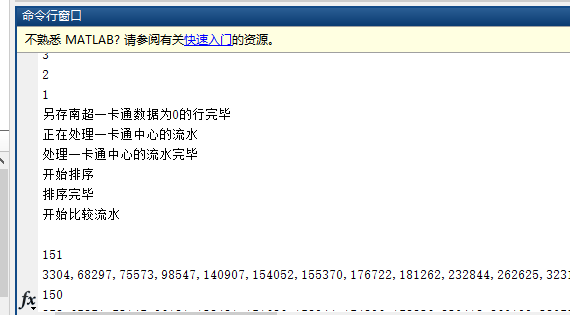 命令行窗口
不熟悉 MATLAB? 请参阅有关快速入门的资源。
3
2
1
另存南超一卡通数据为0的行完毕
正在处理一卡通中心的流水
处理一卡通中心的流水完毕
开始排序
排序完毕
开始比较流水
151
3304,68297,75573,98547,140907,154052,155370,176722,181262,232844,262625,3231
fx 150